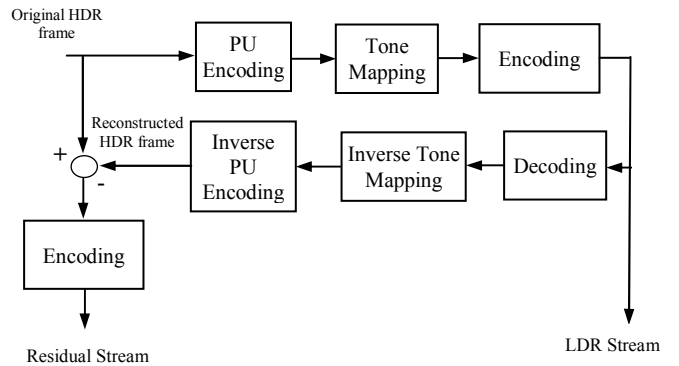 Original HDR
frame
PU
Encoding
Tone
Mapping
Encoding
Reconstructed
HDR frame
+
-
Inverse
PU
Encoding
Inverse Tone
Mapping
Decoding
Encoding
Residual Stream
LDR Stream